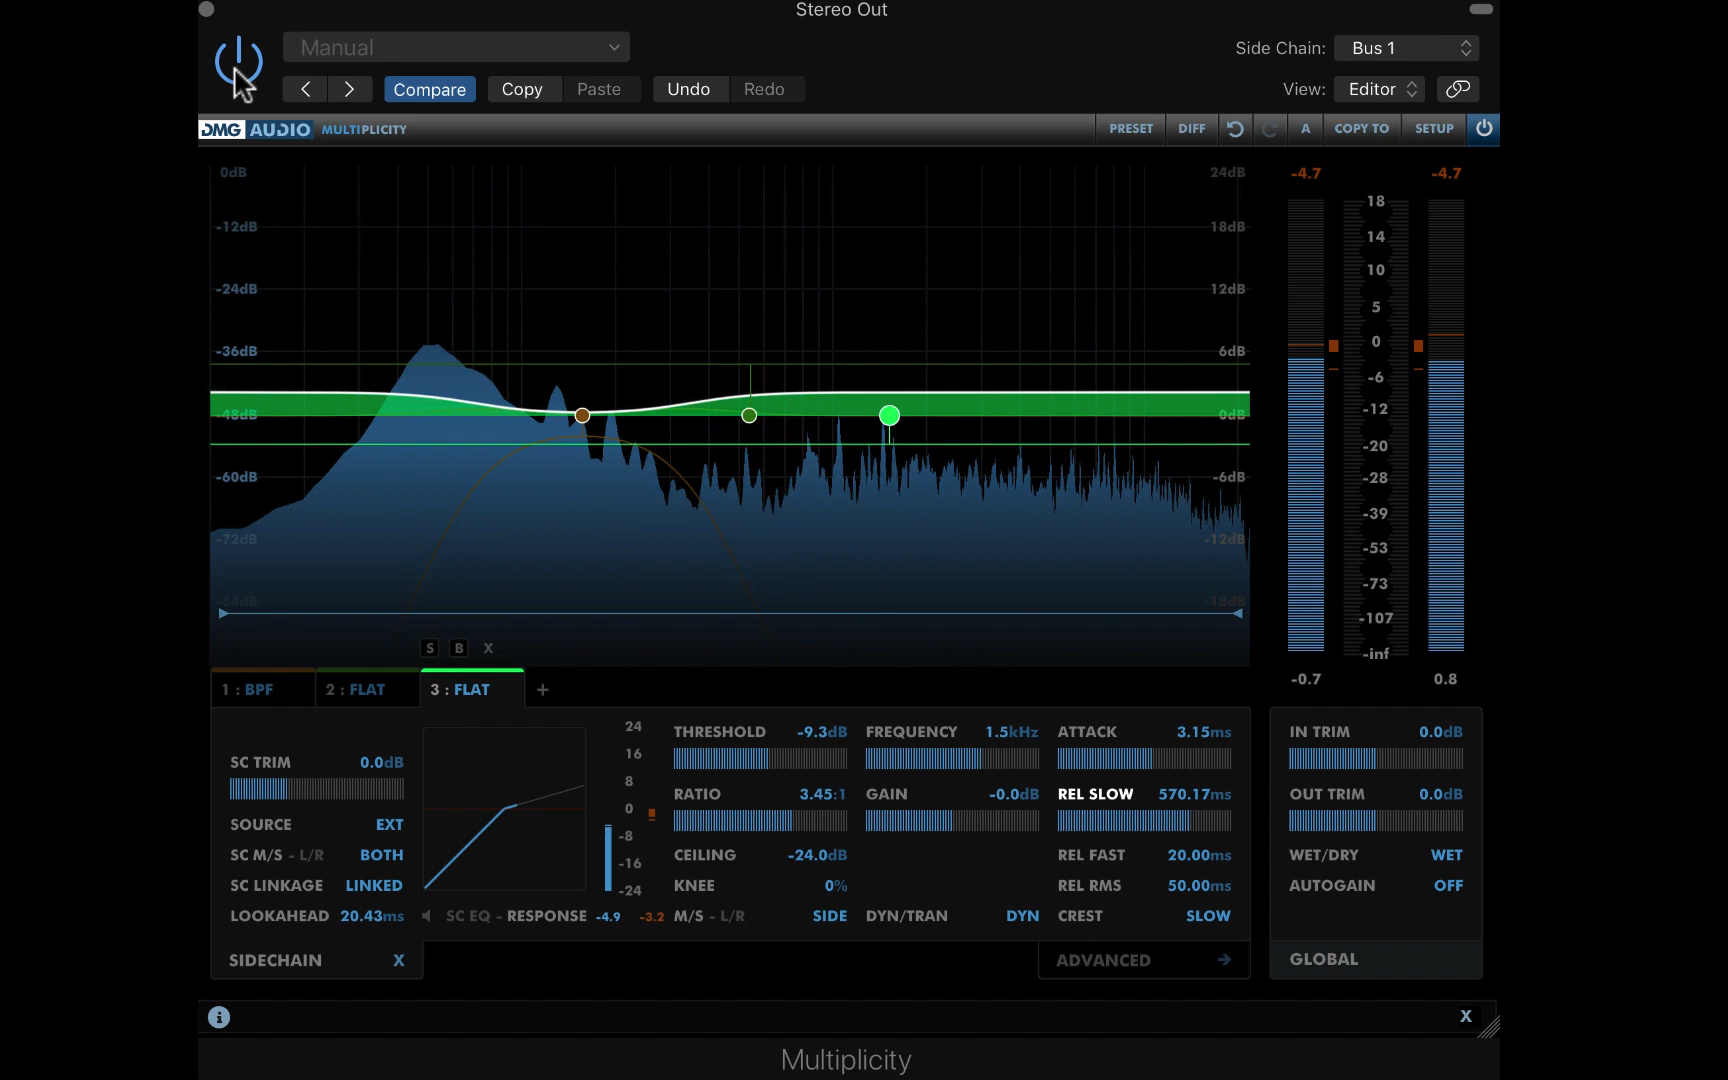 Stereo Out
Manual
Side Chain: Bus 1
Compare Copy Paste Undo Redo
View: Editor
DMG AUDIO MULTIPLICITY
PRESET DIFF A COPY TO SETUP
0dB 24dB -4.7 -4.7
18
-12dB 18dB
14
10
-24dB 12dB
5
-36dB 6dB 0
-6
-48dB 0dB -12
-20
-60dB -6dB -28
-39
-72dB -12dB -53
-73
-84dB -18dB
-107
S B X -inf
1 : BPF 2 : FLAT 3 : FLAT + -0.7 0.8
24 THRESHOLD -9.3dB FREQUENCY 1.5kHz ATTACK 3.15ms IN TRIM 0.0dB
16
SC TRIM 0.0dB
8
RATIO 3.45:1 GAIN -0.0dB REL SLOW 570.17ms OUT TRIM 0.0dB
0
SOURCE EXT
-8
SC M/S - L/R BOTH CEILING -24.0dB REL FAST 20.00ms WET/DRY WET
-16
SC LINKAGE LINKED -24 KNEE 0% REL RMS 50.00ms AUTOGAIN OFF
LOOKAHEAD 20.43ms SC EQ - RESPONSE -4.9 -3.2 M/S - L/R SIDE DYN/TRAN DYN CREST SLOW
SIDECHAIN X ADVANCED GLOBAL
X
Multiplicity